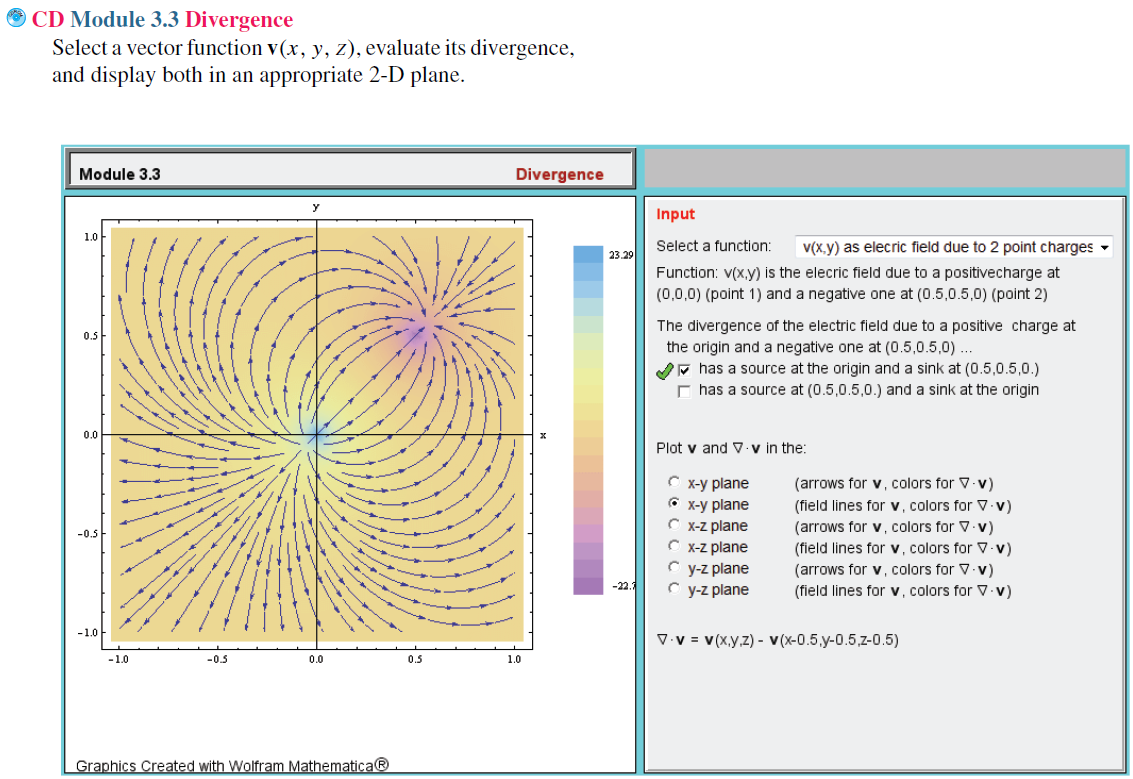 CD Module 3.3 Divergence
Select a vector function v(x, y, z), evaluate its divergence,
and display both in an appropriate 2-D plane.
Module 3.3 Divergence
y
1.0
0.5
0.0
-0.5
-1.0
-1.0 -0.5 0.0 0.5 1.0
x
23.29
-22.7
Graphics Created with Wolfram Mathematica®
Input
Select a function: v(x,y) as elecric field due to 2 point charges
Function: v(x,y) is the elecric field due to a positivecharge at
(0,0,0) (point 1) and a negative one at (0.5,0.5,0) (point 2)
The divergence of the electric field due to a positive charge at
the origin and a negative one at (0.5,0.5,0) ...
has a source at the origin and a sink at (0.5,0.5,0.)
has a source at (0.5,0.5,0.) and a sink at the origin
Plot v and ∇·v in the:
x-y plane (arrows for v, colors for ∇·v)
x-y plane (field lines for v, colors for ∇·v)
x-z plane (arrows for v, colors for ∇·v)
x-z plane (field lines for v, colors for ∇·v)
y-z plane (arrows for v, colors for ∇·v)
y-z plane (field lines for v, colors for ∇·v)
∇·v = v(x,y,z) - v(x-0.5,y-0.5,z-0.5)